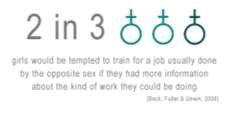 2 in 3
girls would be tempted to train for a job usually done
by the opposite sex if they had more information
about the kind of work they could be doing
(Beck, Fuller & Unwin, 2006)